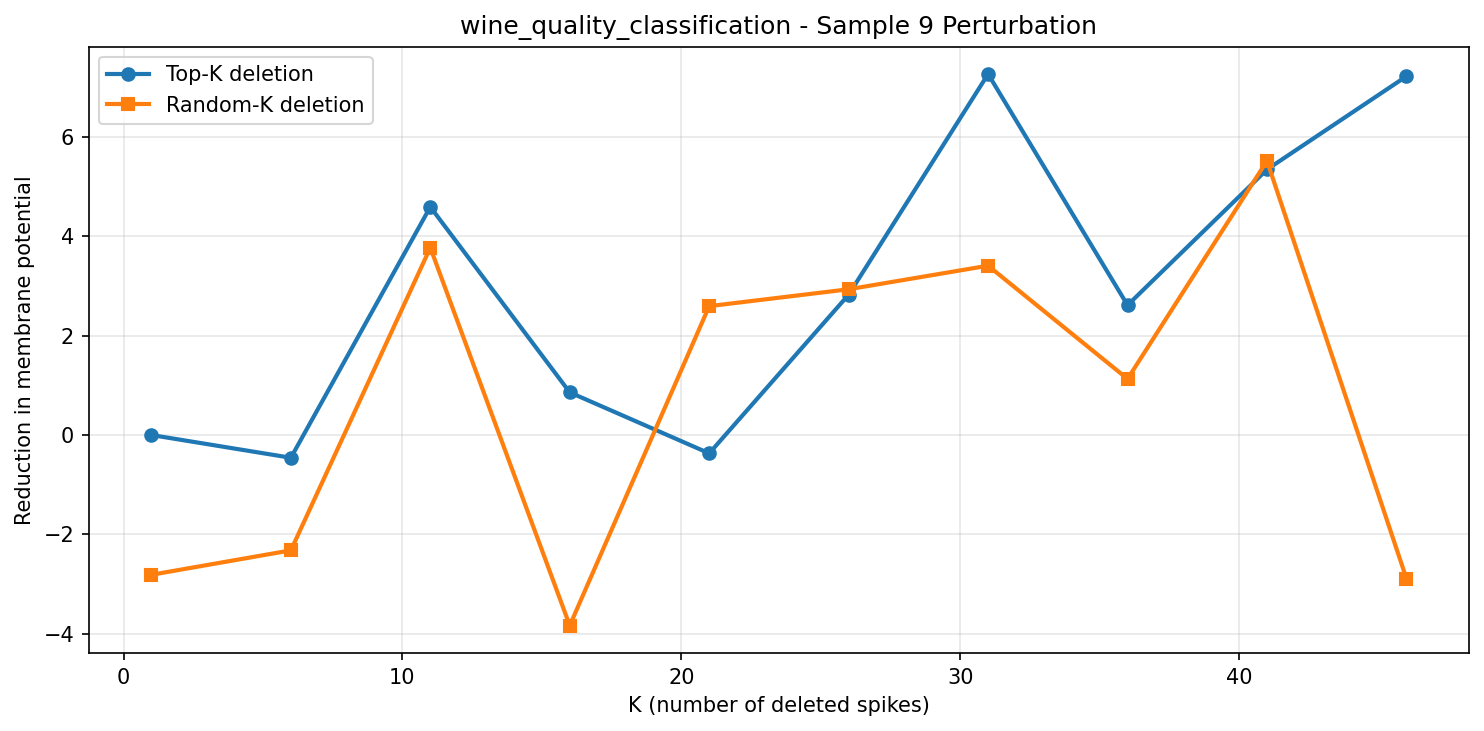 wine_quality_classification - Sample 9 Perturbation
Top-K deletion
Random-K deletion
Reduction in membrane potential
6
4
2
0
−2
−4
0
10
20
30
40
K (number of deleted spikes)